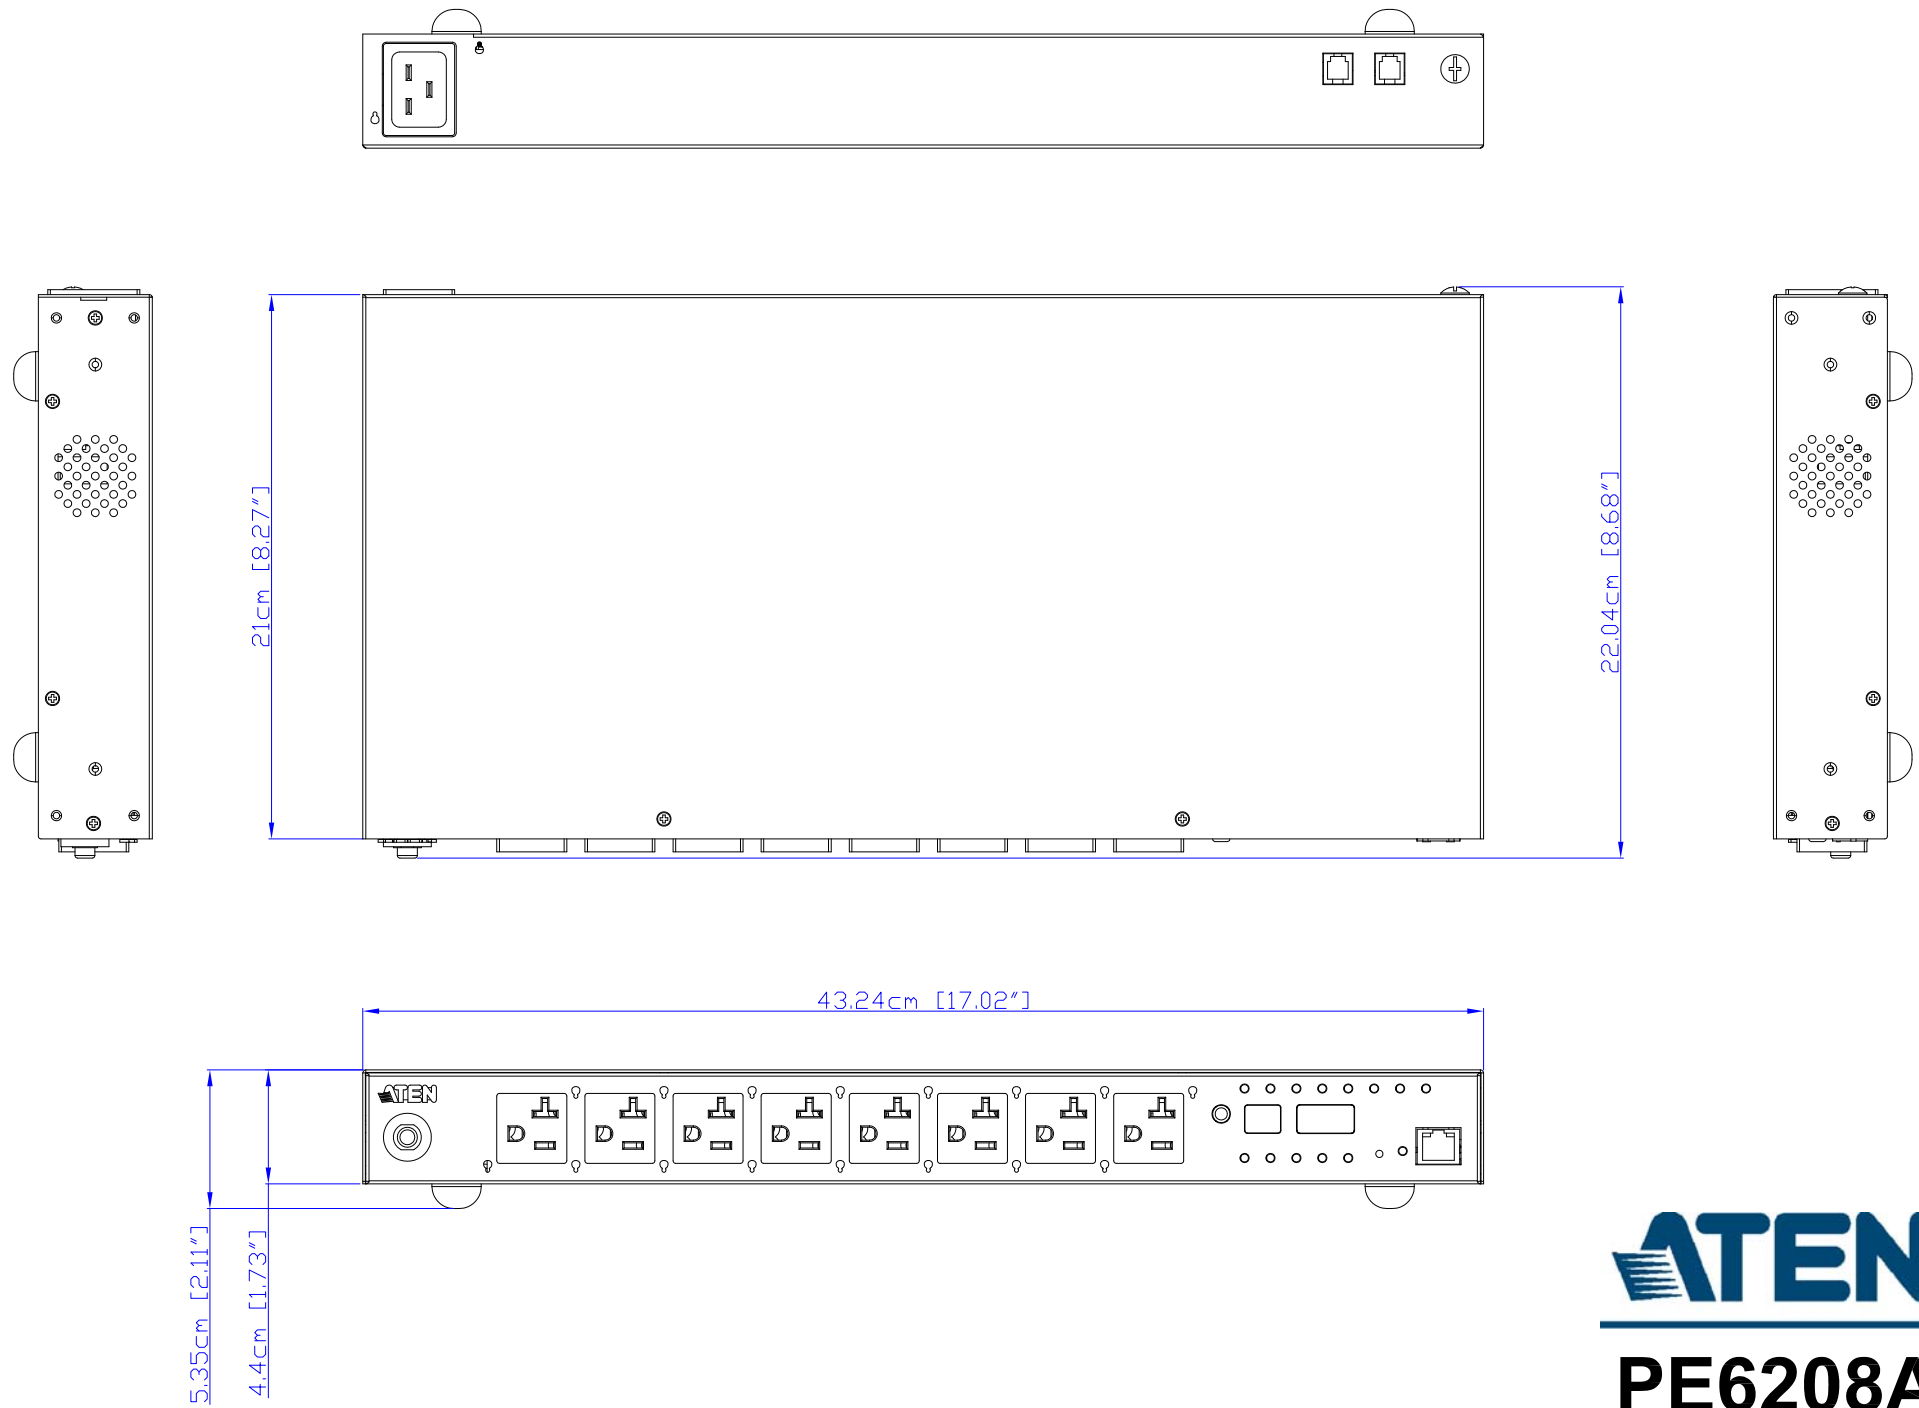 21cm [8.27"]
22.04cm [8.68"]
43.24cm [17.02"]
ATEN
5.35cm [2.11"]
4.4cm [1.73"]
ATEN
PE6208A